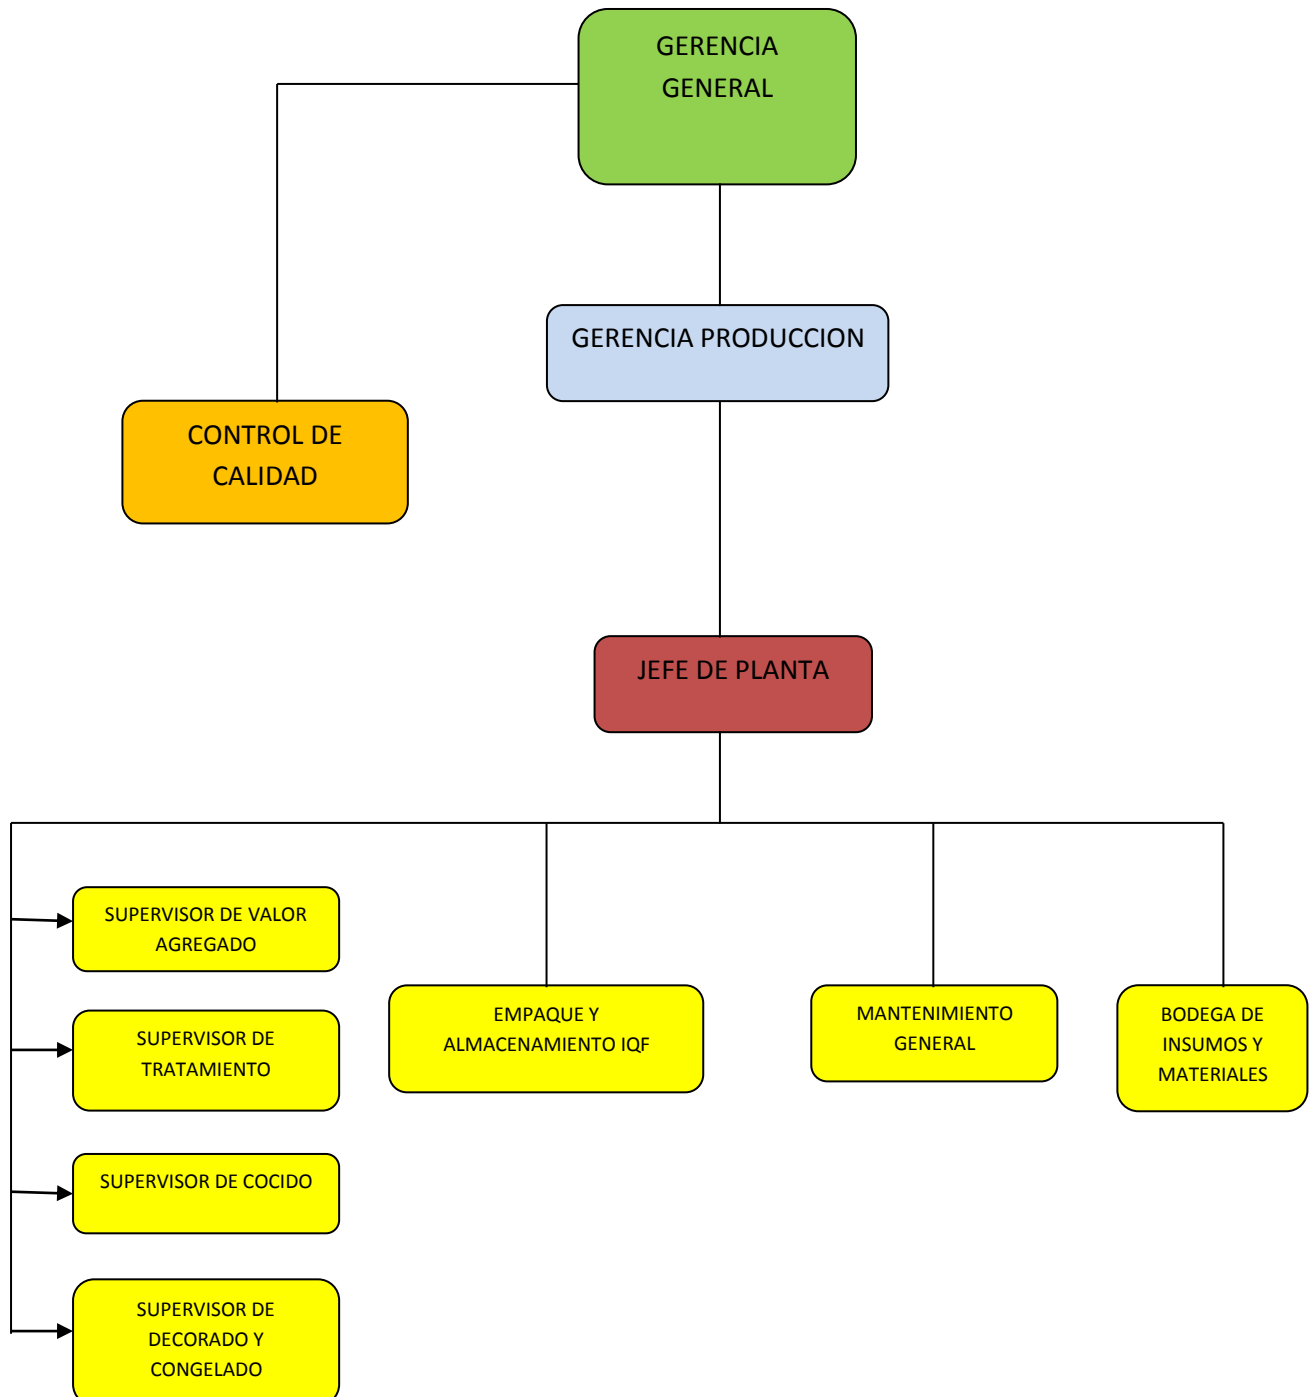 GERENCIA
GENERAL
GERENCIA PRODUCCION
CONTROL DE
CALIDAD
JEFE DE PLANTA
SUPERVISOR DE VALOR
AGREGADO
SUPERVISOR DE
TRATAMIENTO
SUPERVISOR DE COCIDO
SUPERVISOR DE
DECORADO Y
CONGELADO
EMPAQUE Y
ALMACENAMIENTO IQF
MANTENIMIENTO
GENERAL
BODEGA DE
INSUMOS Y
MATERIALES